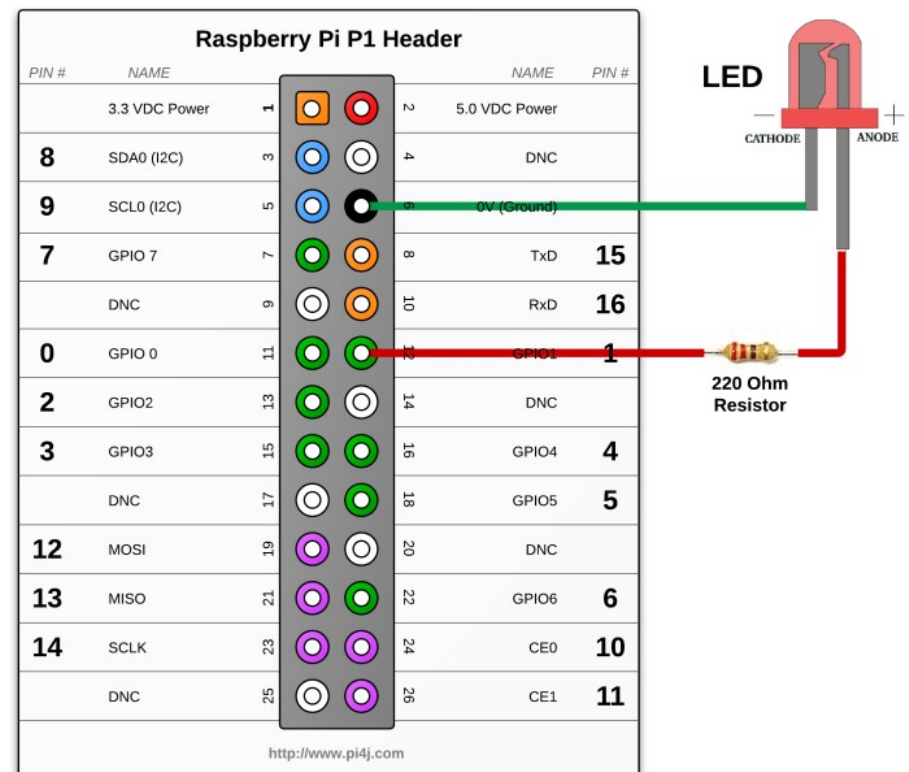 Raspberry Pi P1 Header
PIN # NAME NAME PIN #
3.3 VDC Power 1 2 5.0 VDC Power
8 SDA0 (I2C) 3 4 DNC
9 SCL0 (I2C) 5 6 0V (Ground)
7 GPIO 7 7 8 TxD 15
DNC 9 10 RxD 16
0 GPIO 0 11 12 GPIO1 1
2 GPIO2 13 14 DNC
3 GPIO3 15 16 GPIO4 4
DNC 17 18 GPIO5 5
12 MOSI 19 20 DNC
13 MISO 21 22 GPIO6 6
14 SCLK 23 24 CE0 10
DNC 25 26 CE1 11
http://www.pi4j.com
LED
− +
CATHODE ANODE
220 Ohm
Resistor